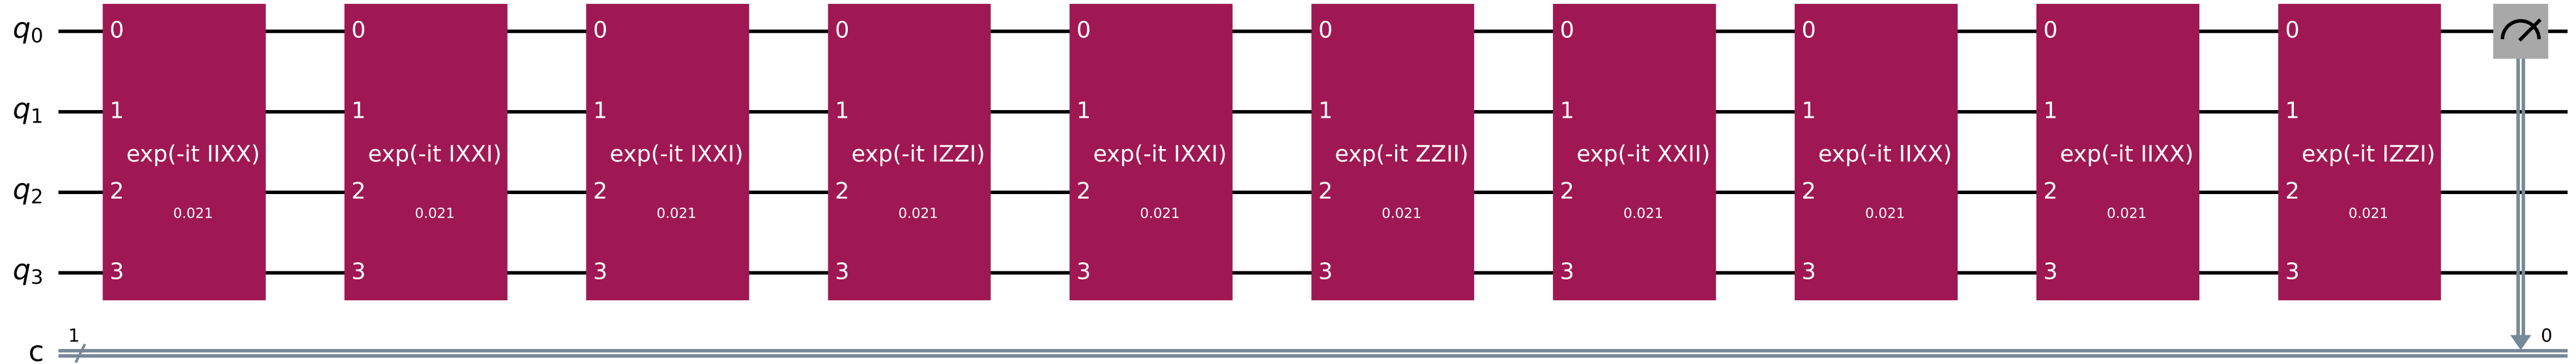 q0 0 0 0 0 0 0 0 0 0 0
q1 1 1 1 1 1 1 1 1 1 1
exp(-it IIXX) exp(-it IXXI) exp(-it IXXI) exp(-it IZZI) exp(-it IXXI) exp(-it ZZII) exp(-it XXII) exp(-it IIXX) exp(-it IIXX) exp(-it IZZI)
q2 2 2 2 2 2 2 2 2 2 2
0.021 0.021 0.021 0.021 0.021 0.021 0.021 0.021 0.021 0.021
q3 3 3 3 3 3 3 3 3 3 3
1 0
c